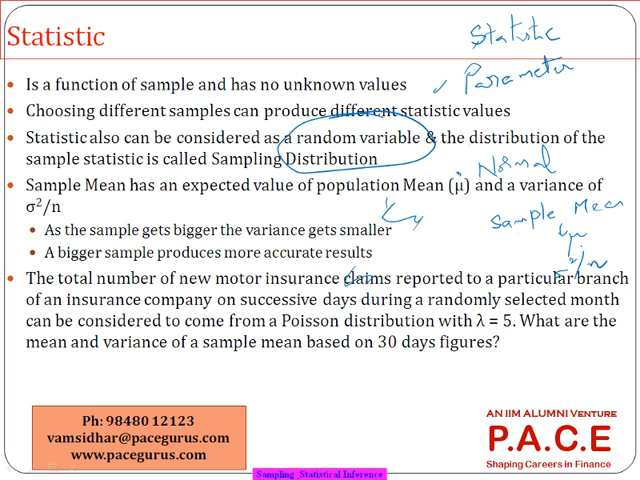 Statistic
Statistic
Parameter
• Is a function of sample and has no unknown values
• Choosing different samples can produce different statistic values
• Statistic also can be considered as a random variable & the distribution of the
sample statistic is called Sampling Distribution
Normal
• Sample Mean has an expected value of population Mean (μ) and a variance of
σ²/n
Sample Mean
μ
σ²/n
• As the sample gets bigger the variance gets smaller
• A bigger sample produces more accurate results
• The total number of new motor insurance claims reported to a particular branch
of an insurance company on successive days during a randomly selected month
can be considered to come from a Poisson distribution with λ = 5. What are the
mean and variance of a sample mean based on 30 days figures?
Ph: 98480 12123
vamsidhar@pacegurus.com
www.pacegurus.com
AN IIM ALUMNI VENTURE
P.A.C.E
Shaping Careers in Finance
Sampling_Statistical Inference